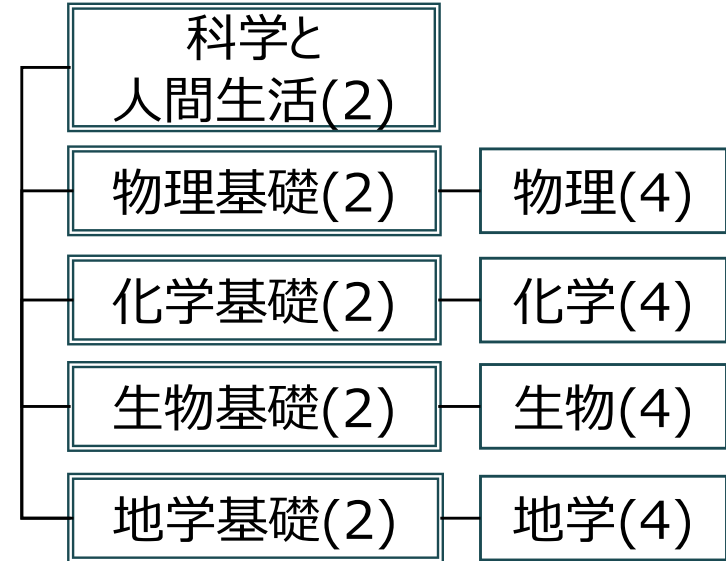 科学と
人間生活(2)
物理基礎(2)
物理(4)
化学基礎(2)
化学(4)
生物基礎(2)
生物(4)
地学基礎(2)
地学(4)